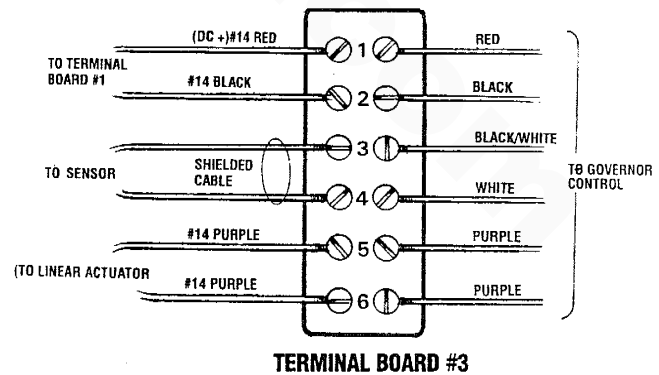 (DC +)#14 RED
1
RED
TO TERMINAL
BOARD #1
#14 BLACK
2
BLACK
3
BLACK/WHITE
TO SENSOR
SHIELDED
CABLE
4
WHITE
TO GOVERNOR
CONTROL
#14 PURPLE
5
PURPLE
(TO LINEAR ACTUATOR
#14 PURPLE
6
PURPLE
TERMINAL BOARD #3